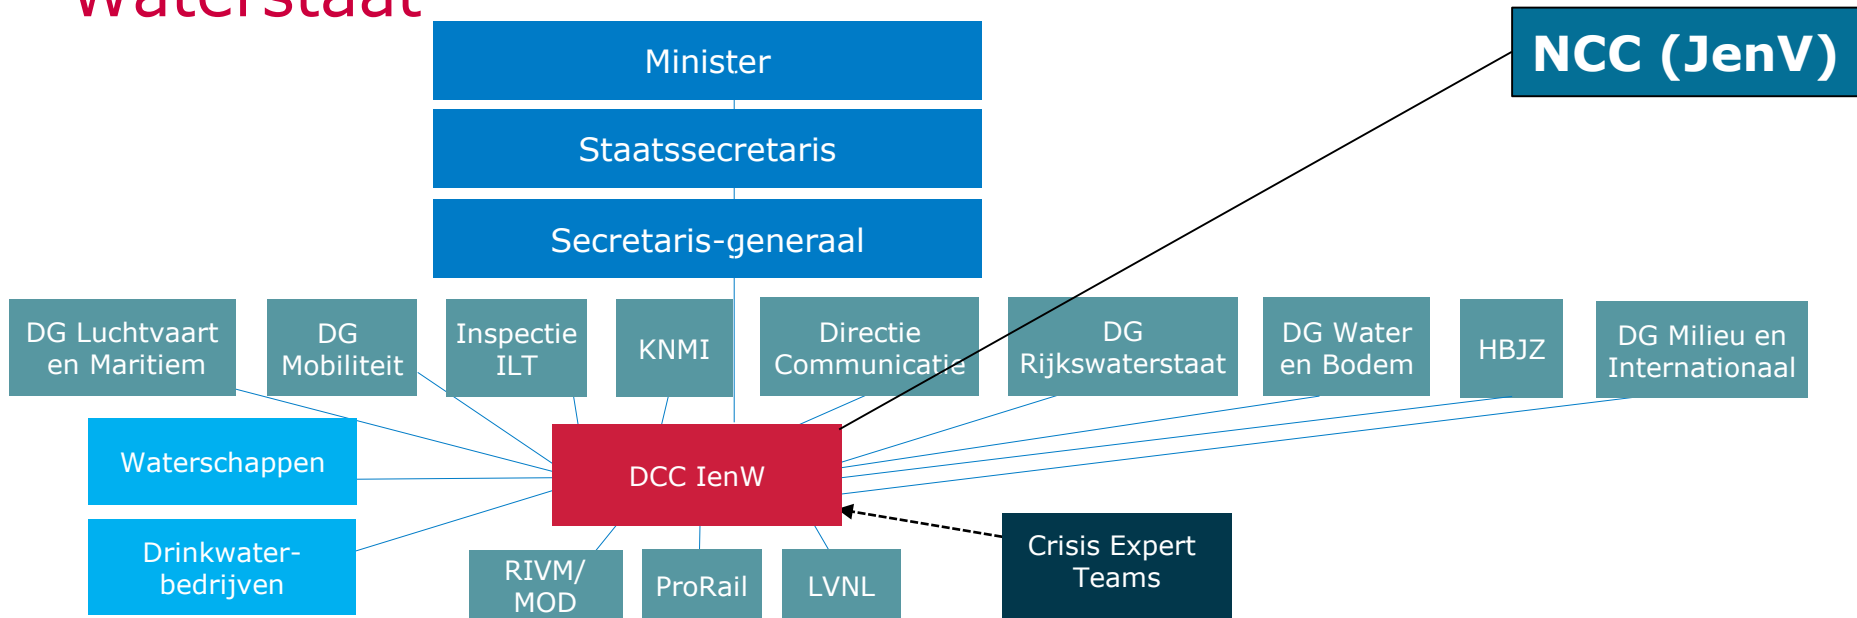 Waterstaat
NCC (JenV)
Minister
Staatssecretaris
Secretaris-generaal
DG Luchtvaart
en Maritiem
DG
Mobiliteit
Inspectie
ILT
KNMI
Directie
Communicatie
DG
Rijkswaterstaat
DG Water
en Bodem
HBJZ
DG Milieu en
Internationaal
Waterschappen
DCC IenW
Drinkwater-
bedrijven
RIVM/
MOD
ProRail
LVNL
Crisis Expert
Teams